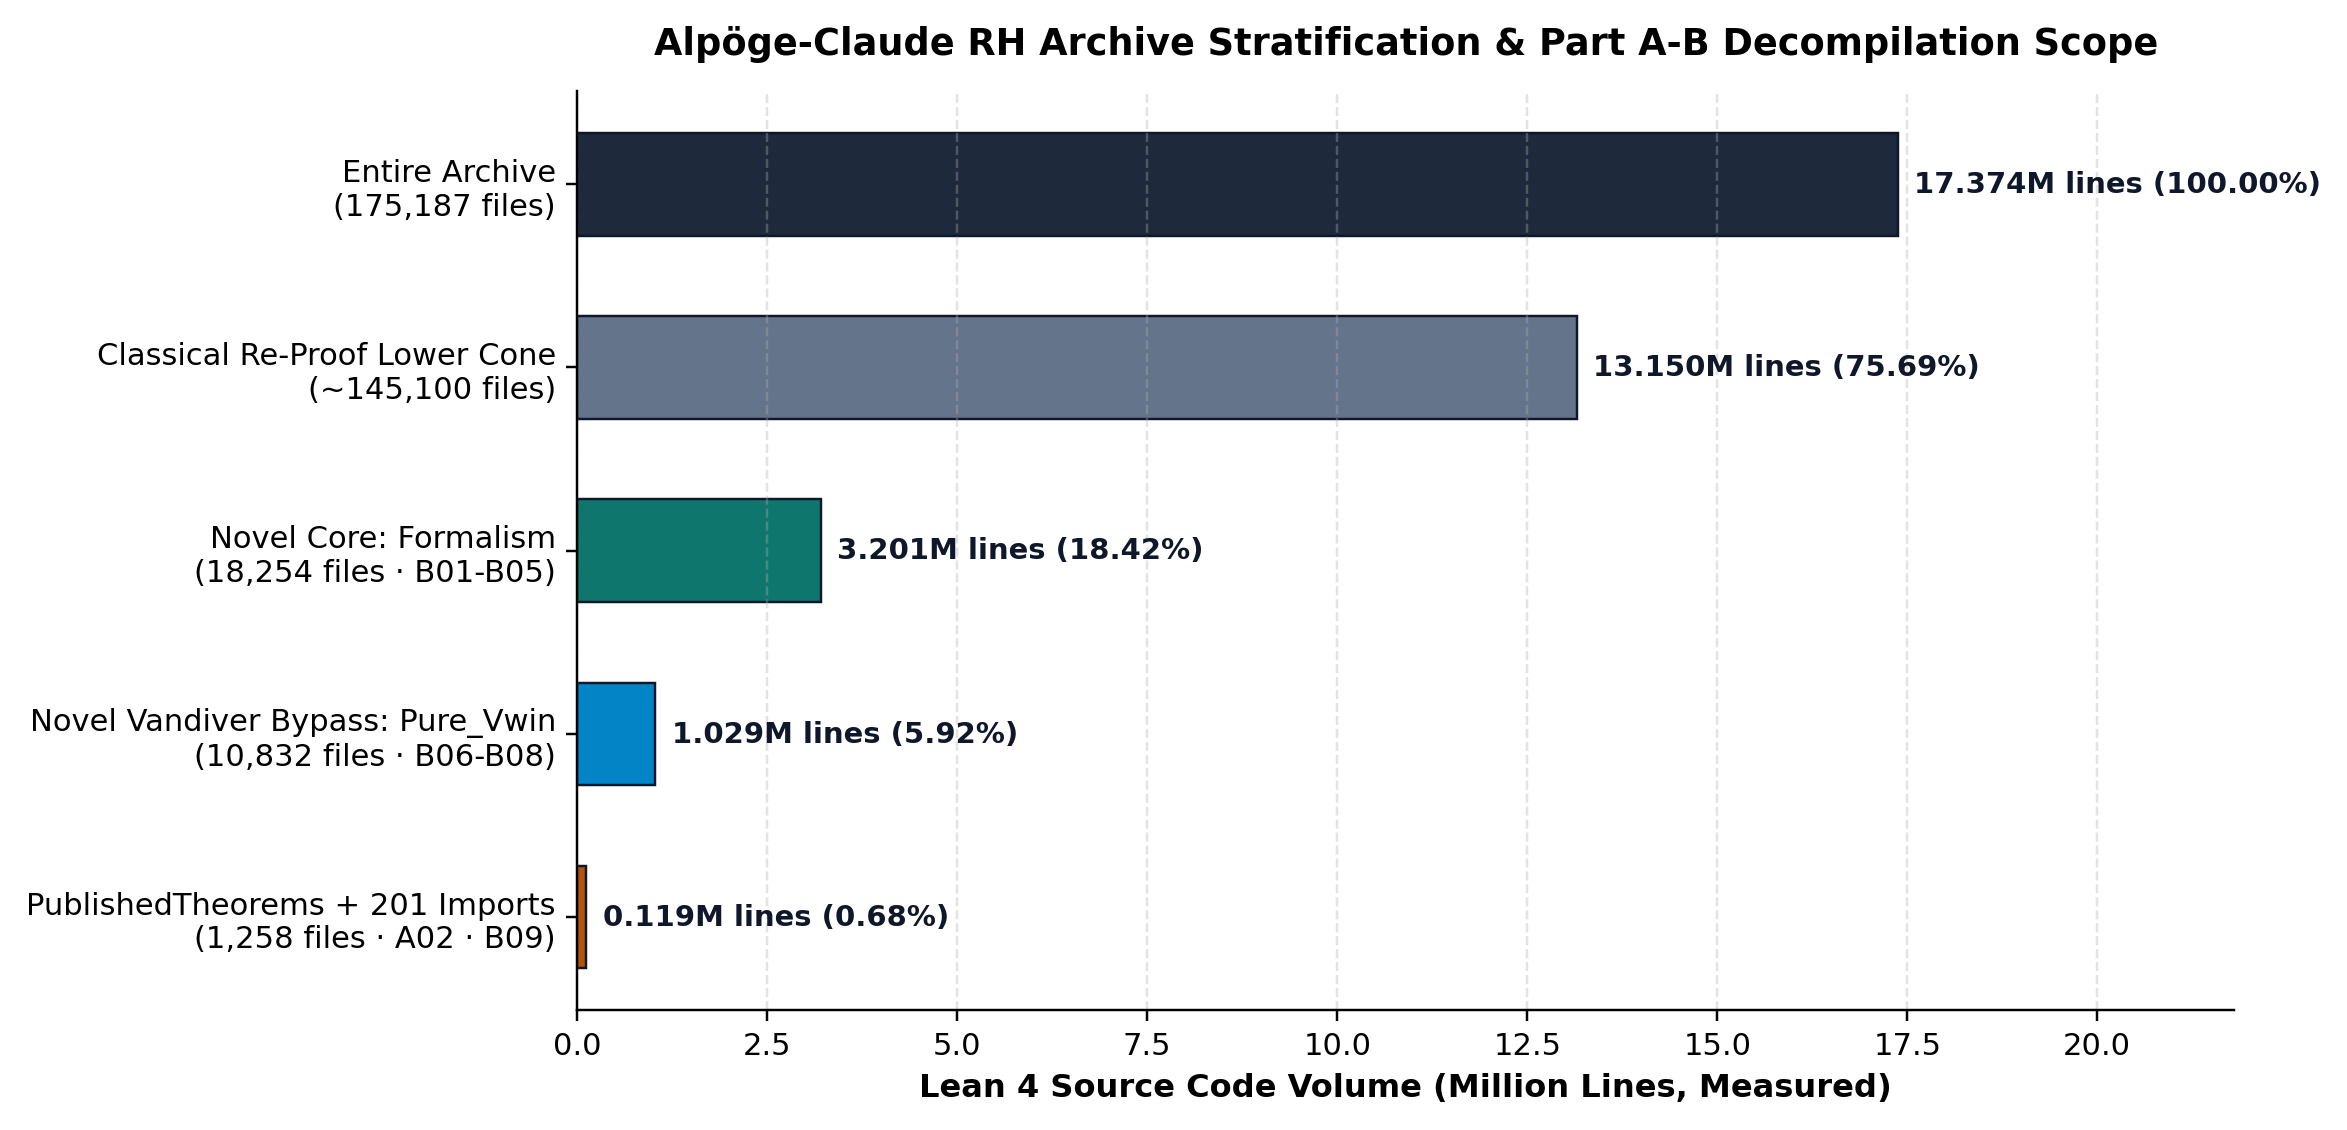 Alpöge-Claude RH Archive Stratification & Part A-B Decompilation Scope
Entire Archive
(175,187 files)
17.374M lines (100.00%)
Classical Re-Proof Lower Cone
(~145,100 files)
13.150M lines (75.69%)
Novel Core: Formalism
(18,254 files · B01-B05)
3.201M lines (18.42%)
Novel Vandiver Bypass: Pure_Vwin
(10,832 files · B06-B08)
1.029M lines (5.92%)
PublishedTheorems + 201 Imports
(1,258 files · A02 · B09)
0.119M lines (0.68%)
0.0 2.5 5.0 7.5 10.0 12.5 15.0 17.5 20.0
Lean 4 Source Code Volume (Million Lines, Measured)